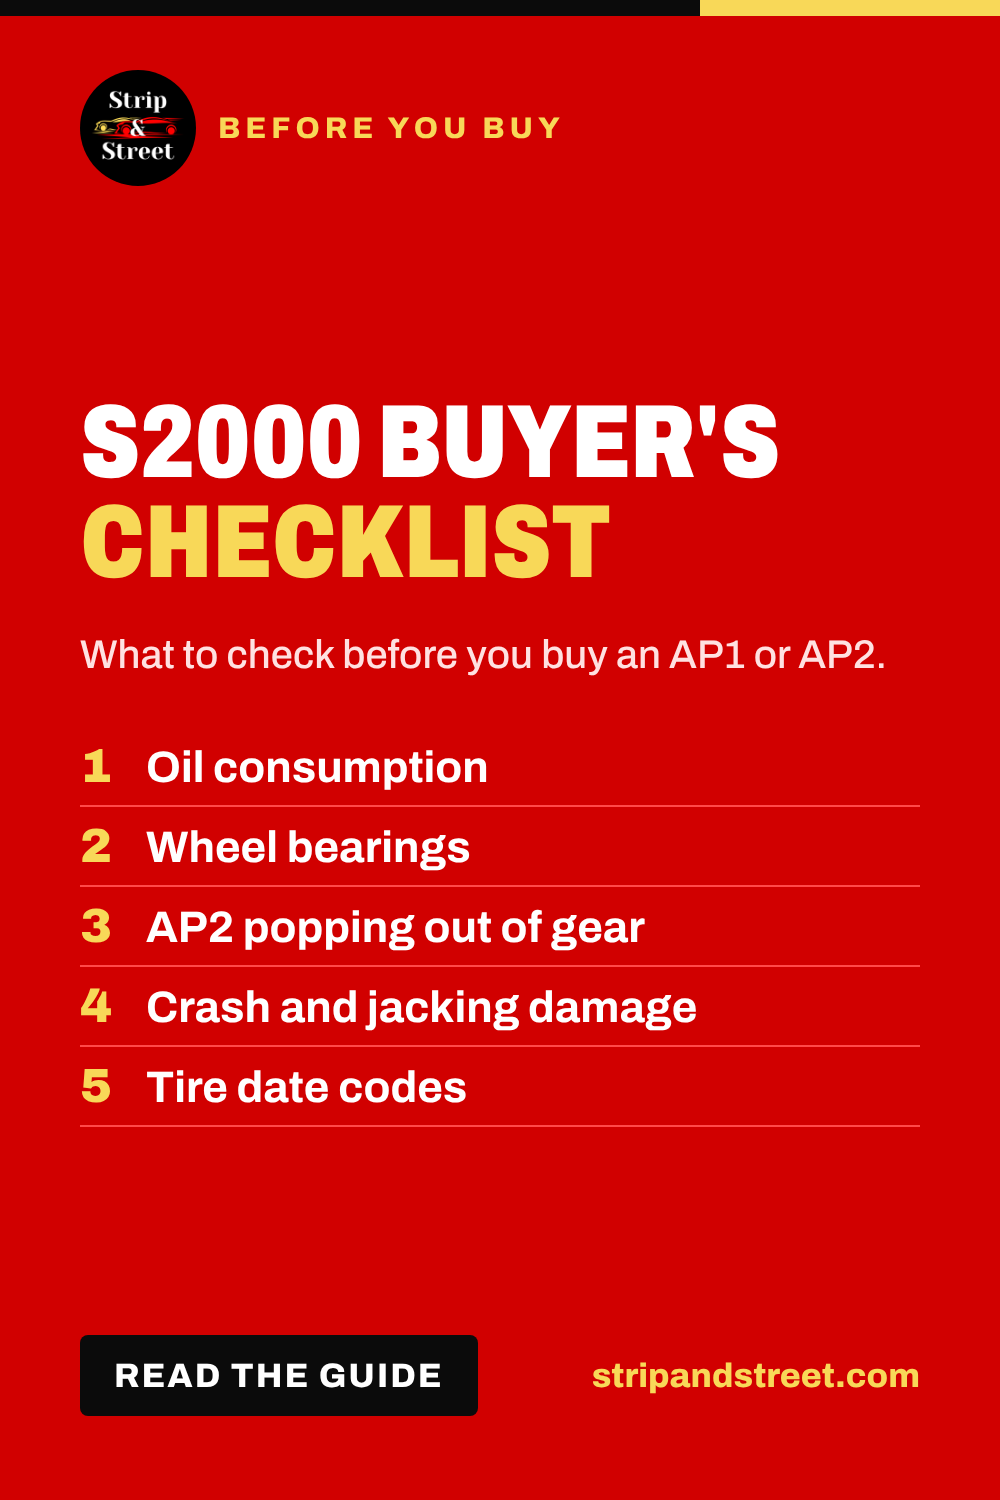 Strip
&
Street
BEFORE YOU BUY
S2000 BUYER'S
CHECKLIST
What to check before you buy an AP1 or AP2.
1 Oil consumption
2 Wheel bearings
3 AP2 popping out of gear
4 Crash and jacking damage
5 Tire date codes
READ THE GUIDE
stripandstreet.com